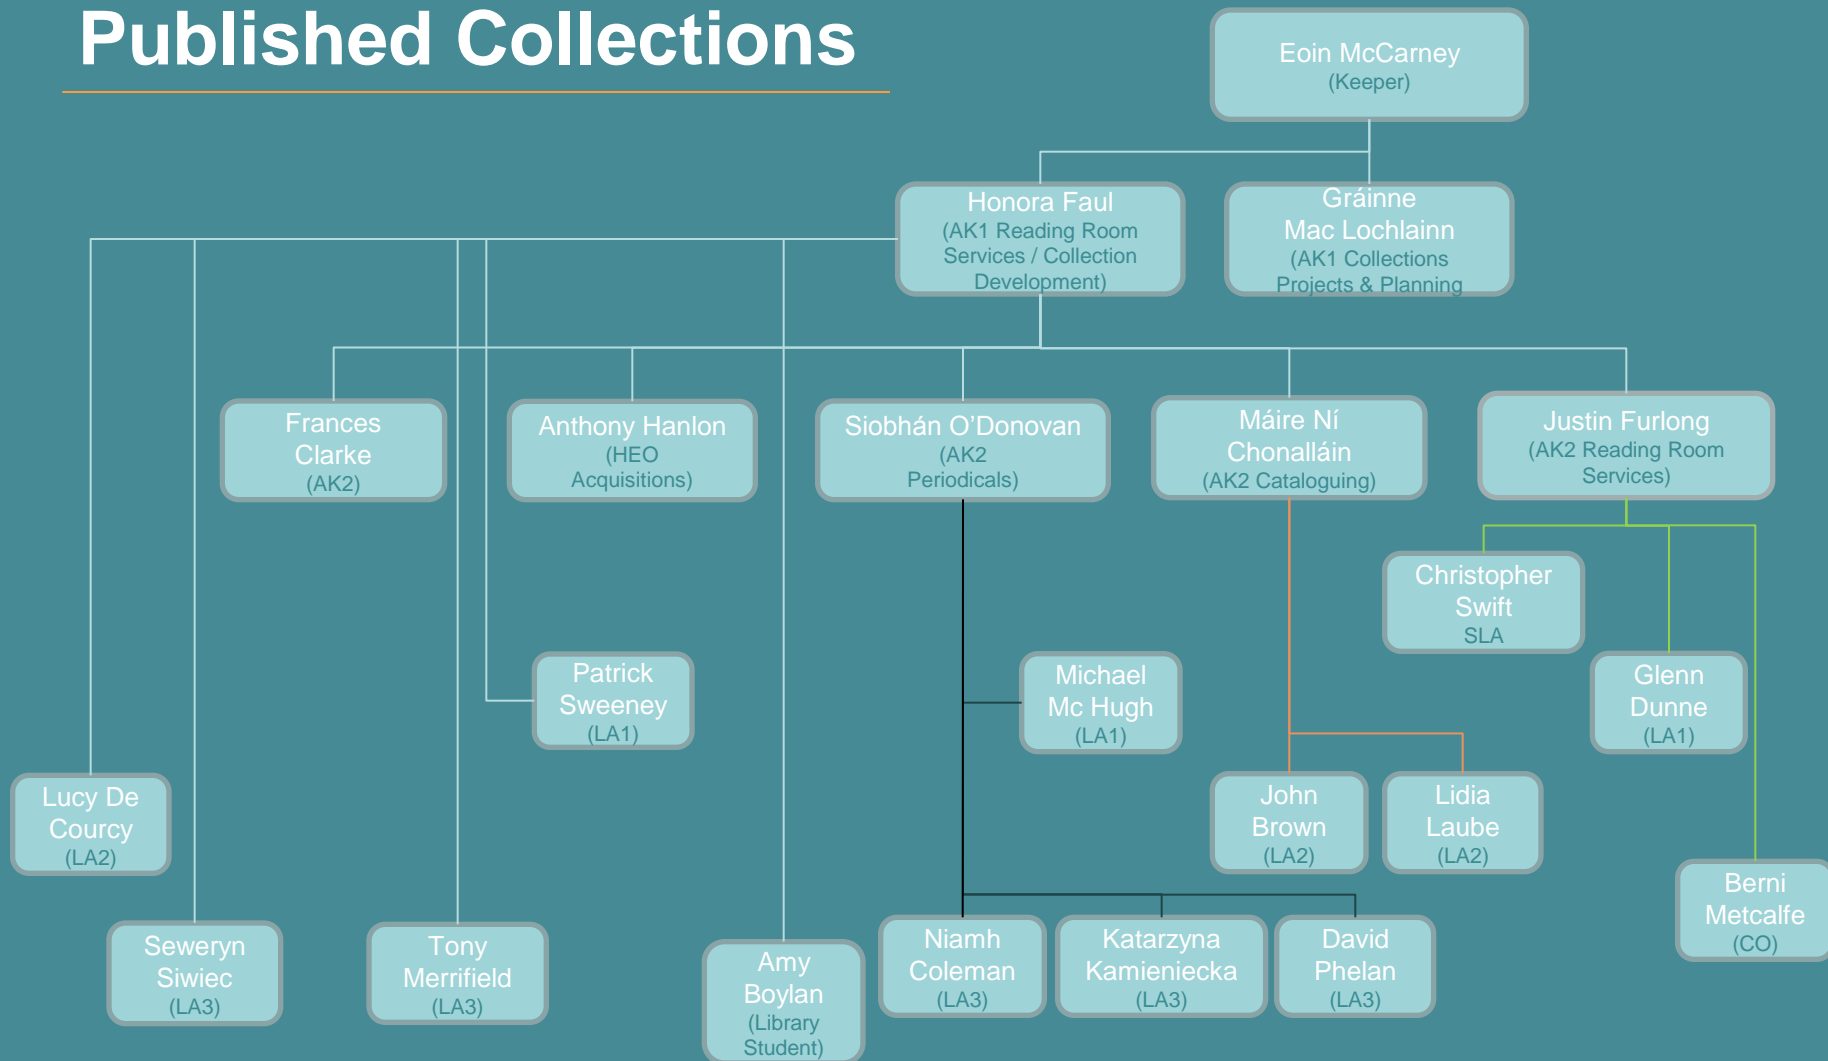 Published Collections
Eoin McCarney
(Keeper)
Honora Faul
(AK1 Reading Room
Services / Collection
Development)
Gráinne
Mac Lochlainn
(AK1 Collections
Projects & Planning
Frances
Clarke
(AK2)
Anthony Hanlon
(HEO
Acquisitions)
Siobhán O’Donovan
(AK2
Periodicals)
Máire Ní
Chonalláin
(AK2 Cataloguing)
Justin Furlong
(AK2 Reading Room
Services)
Christopher
Swift
SLA
Patrick
Sweeney
(LA1)
Michael
Mc Hugh
(LA1)
Glenn
Dunne
(LA1)
Lucy De
Courcy
(LA2)
John
Brown
(LA2)
Lidia
Laube
(LA2)
Berni
Metcalfe
(CO)
Seweryn
Siwiec
(LA3)
Tony
Merrifield
(LA3)
Amy
Boylan
(Library
Student)
Niamh
Coleman
(LA3)
Katarzyna
Kamieniecka
(LA3)
David
Phelan
(LA3)